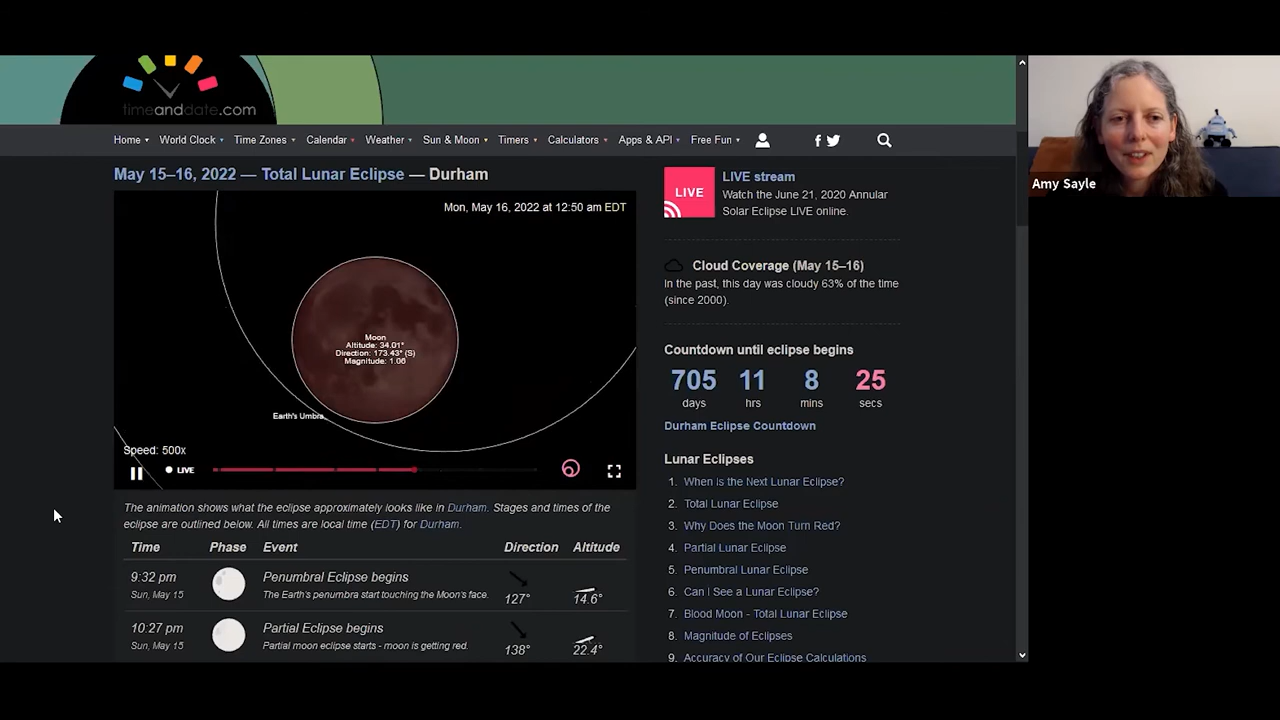 timeanddate.com
Home World Clock Time Zones Calendar Weather Sun & Moon Timers Calculators Apps & API Free Fun
Amy Sayle
May 15–16, 2022 — Total Lunar Eclipse — Durham
Mon, May 16, 2022 at 12:50 am EDT
Moon
Altitude: 34.01°
Direction: 173.43° (S)
Magnitude: 1.06
Earth's Umbra
Speed: 500x
LIVE
The animation shows what the eclipse approximately looks like in Durham. Stages and times of the
eclipse are outlined below. All times are local time (EDT) for Durham.
Time Phase Event Direction Altitude
9:32 pm Penumbral Eclipse begins
Sun, May 15 The Earth's penumbra start touching the Moon's face. 127° 14.6°
10:27 pm Partial Eclipse begins
Sun, May 15 Partial moon eclipse starts - moon is getting red. 138° 22.4°
LIVE
LIVE stream
Watch the June 21, 2020 Annular
Solar Eclipse LIVE online.
Cloud Coverage (May 15–16)
In the past, this day was cloudy 63% of the time
(since 2000).
Countdown until eclipse begins
705 11 8 25
days hrs mins secs
Durham Eclipse Countdown
Lunar Eclipses
1. When is the Next Lunar Eclipse?
2. Total Lunar Eclipse
3. Why Does the Moon Turn Red?
4. Partial Lunar Eclipse
5. Penumbral Lunar Eclipse
6. Can I See a Lunar Eclipse?
7. Blood Moon - Total Lunar Eclipse
8. Magnitude of Eclipses
9. Accuracy of Our Eclipse Calculations